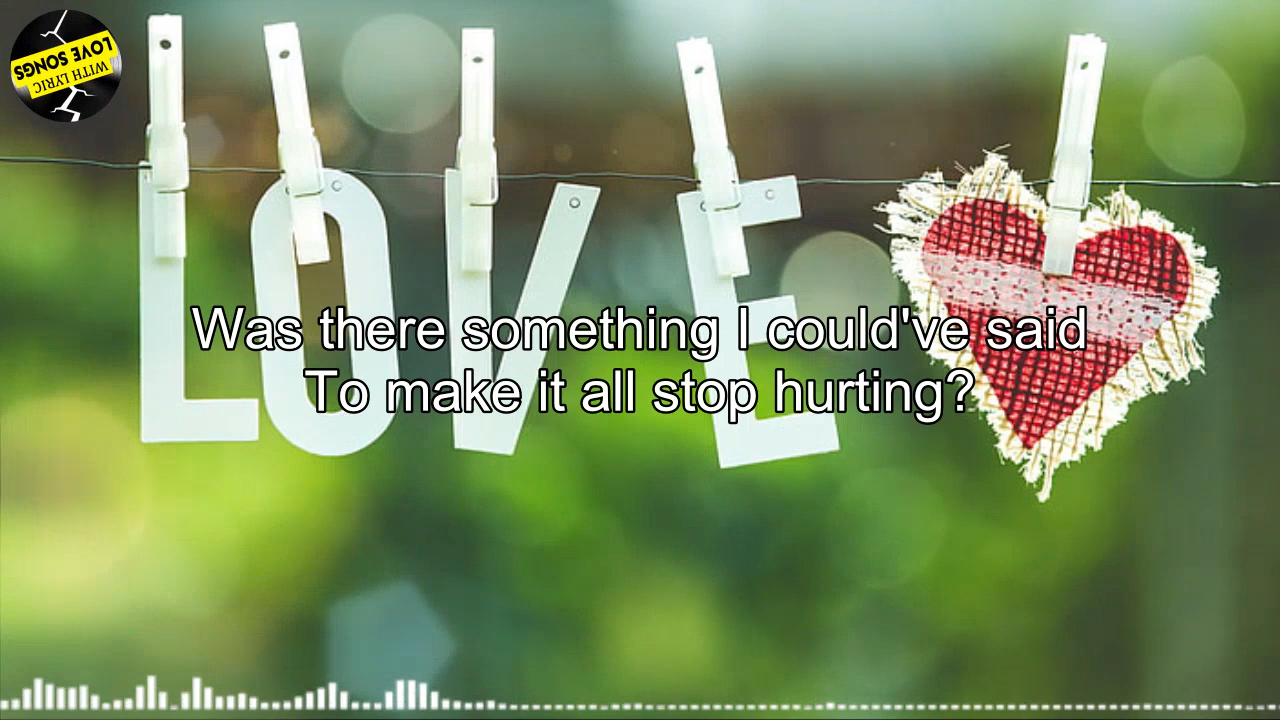 LOVE SONGS
WITH LYRIC
LOVE
Was there something I could've said
To make it all stop hurting?